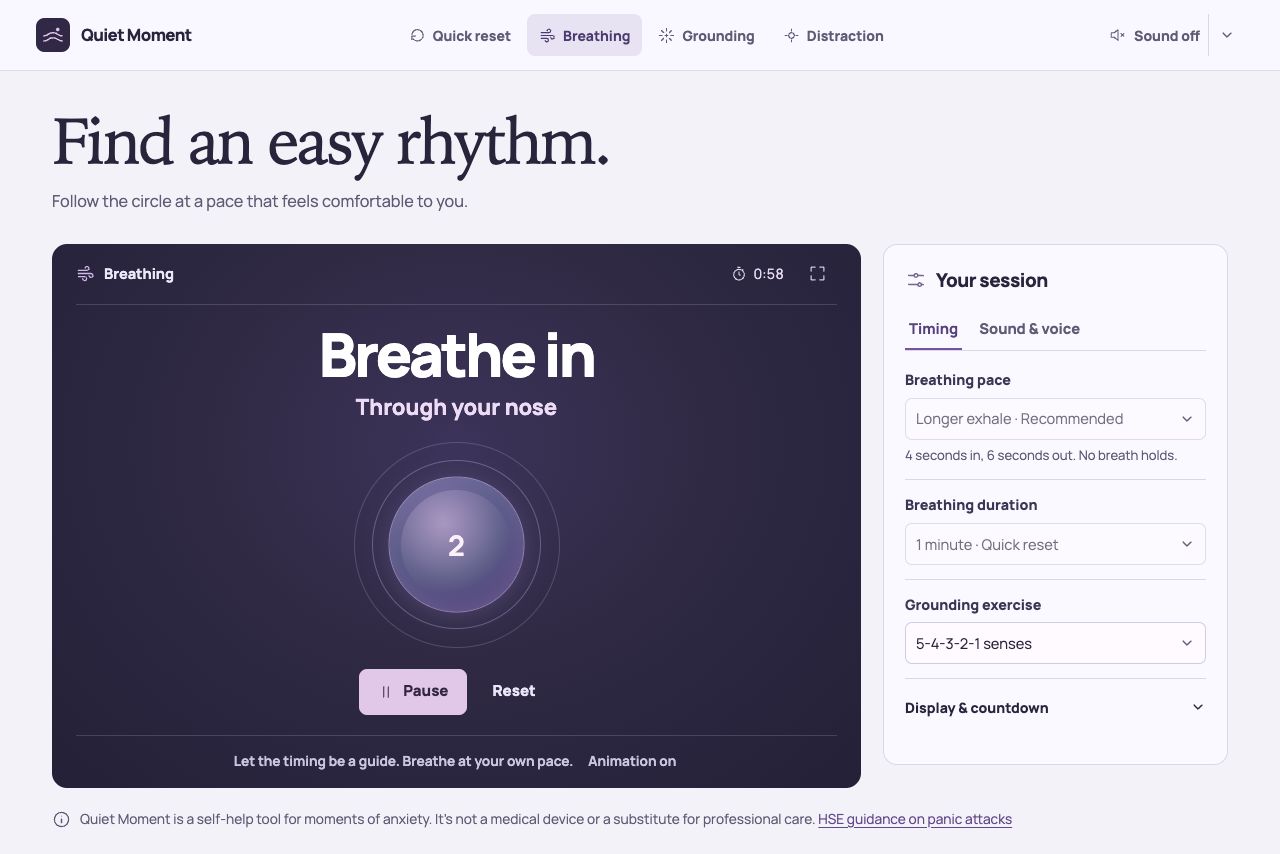 Quiet Moment
Quick reset
Breathing
Grounding
Distraction
Sound off
Find an easy rhythm.
Follow the circle at a pace that feels comfortable to you.
Breathing
0:58
Breathe in
Through your nose
2
Pause
Reset
Let the timing be a guide. Breathe at your own pace.
Animation on
Your session
Timing
Sound & voice
Breathing pace
Longer exhale · Recommended
4 seconds in, 6 seconds out. No breath holds.
Breathing duration
1 minute · Quick reset
Grounding exercise
5-4-3-2-1 senses
Display & countdown
Quiet Moment is a self-help tool for moments of anxiety. It's not a medical device or a substitute for professional care. HSE guidance on panic attacks